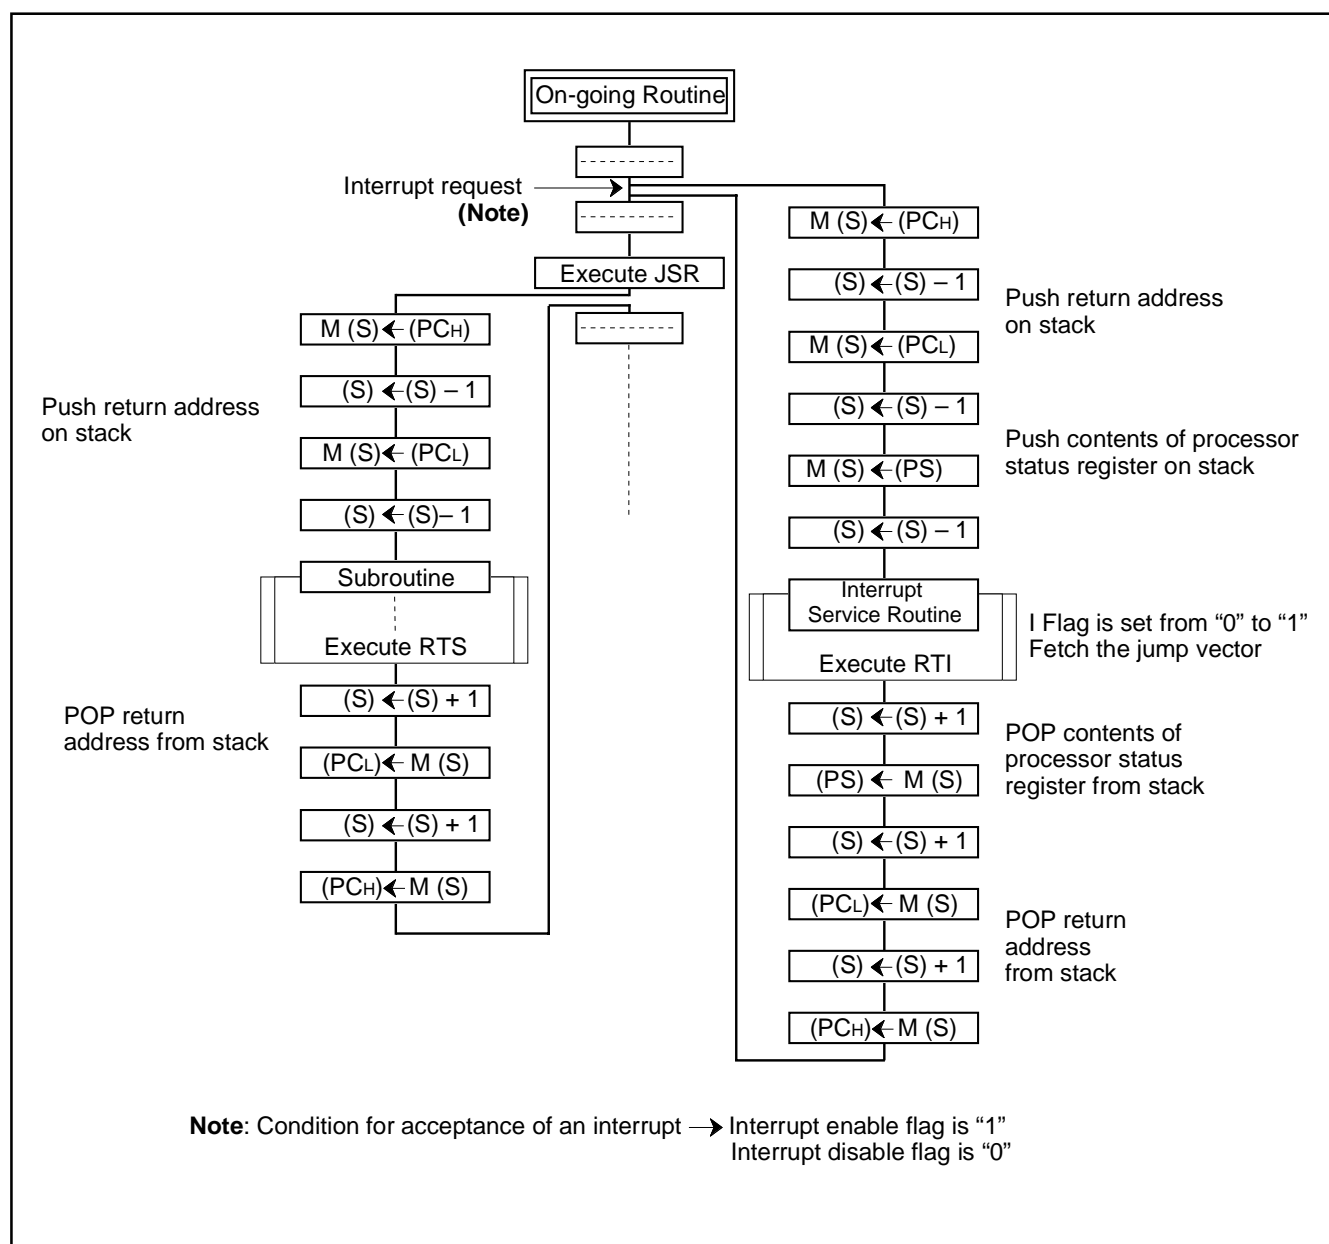 On-going Routine
Interrupt request
(Note)
Execute JSR
M (S) ← (PCH)
(S) ← (S) – 1
M (S) ← (PCL)
(S) ← (S)– 1
Push return address
on stack
Subroutine
Execute RTS
(S) ← (S) + 1
(PCL) ← M (S)
(S) ← (S) + 1
(PCH) ← M (S)
POP return
address from stack
M (S) ← (PCH)
(S) ← (S) – 1
M (S) ← (PCL)
(S) ← (S) – 1
Push return address
on stack
M (S) ← (PS)
(S) ← (S) – 1
Push contents of processor
status register on stack
Interrupt
Service Routine
Execute RTI
I Flag is set from “0” to “1”
Fetch the jump vector
(S) ← (S) + 1
(PS) ← M (S)
POP contents of
processor status
register from stack
(S) ← (S) + 1
(PCL) ← M (S)
(S) ← (S) + 1
(PCH) ← M (S)
POP return
address
from stack
Note: Condition for acceptance of an interrupt → Interrupt enable flag is “1”
Interrupt disable flag is “0”